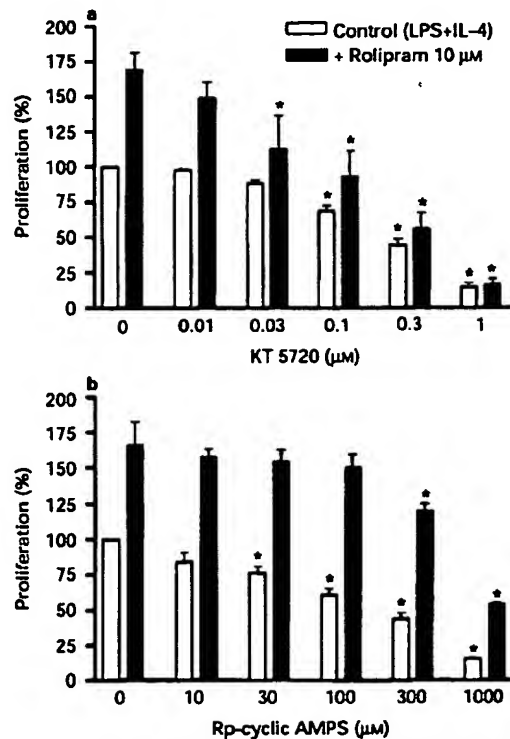 a
Control (LPS+IL-4)
+ Rolipram 10 μM
Proliferation (%)
200
175
150
125
100
75
50
25
0
* * * * * * * *
0 0.01 0.03 0.1 0.3 1
KT 5720 (μM)
b
Proliferation (%)
200
175
150
125
100
75
50
25
0
* * * * * * *
0 10 30 100 300 1000
Rp-cyclic AMPS (μM)